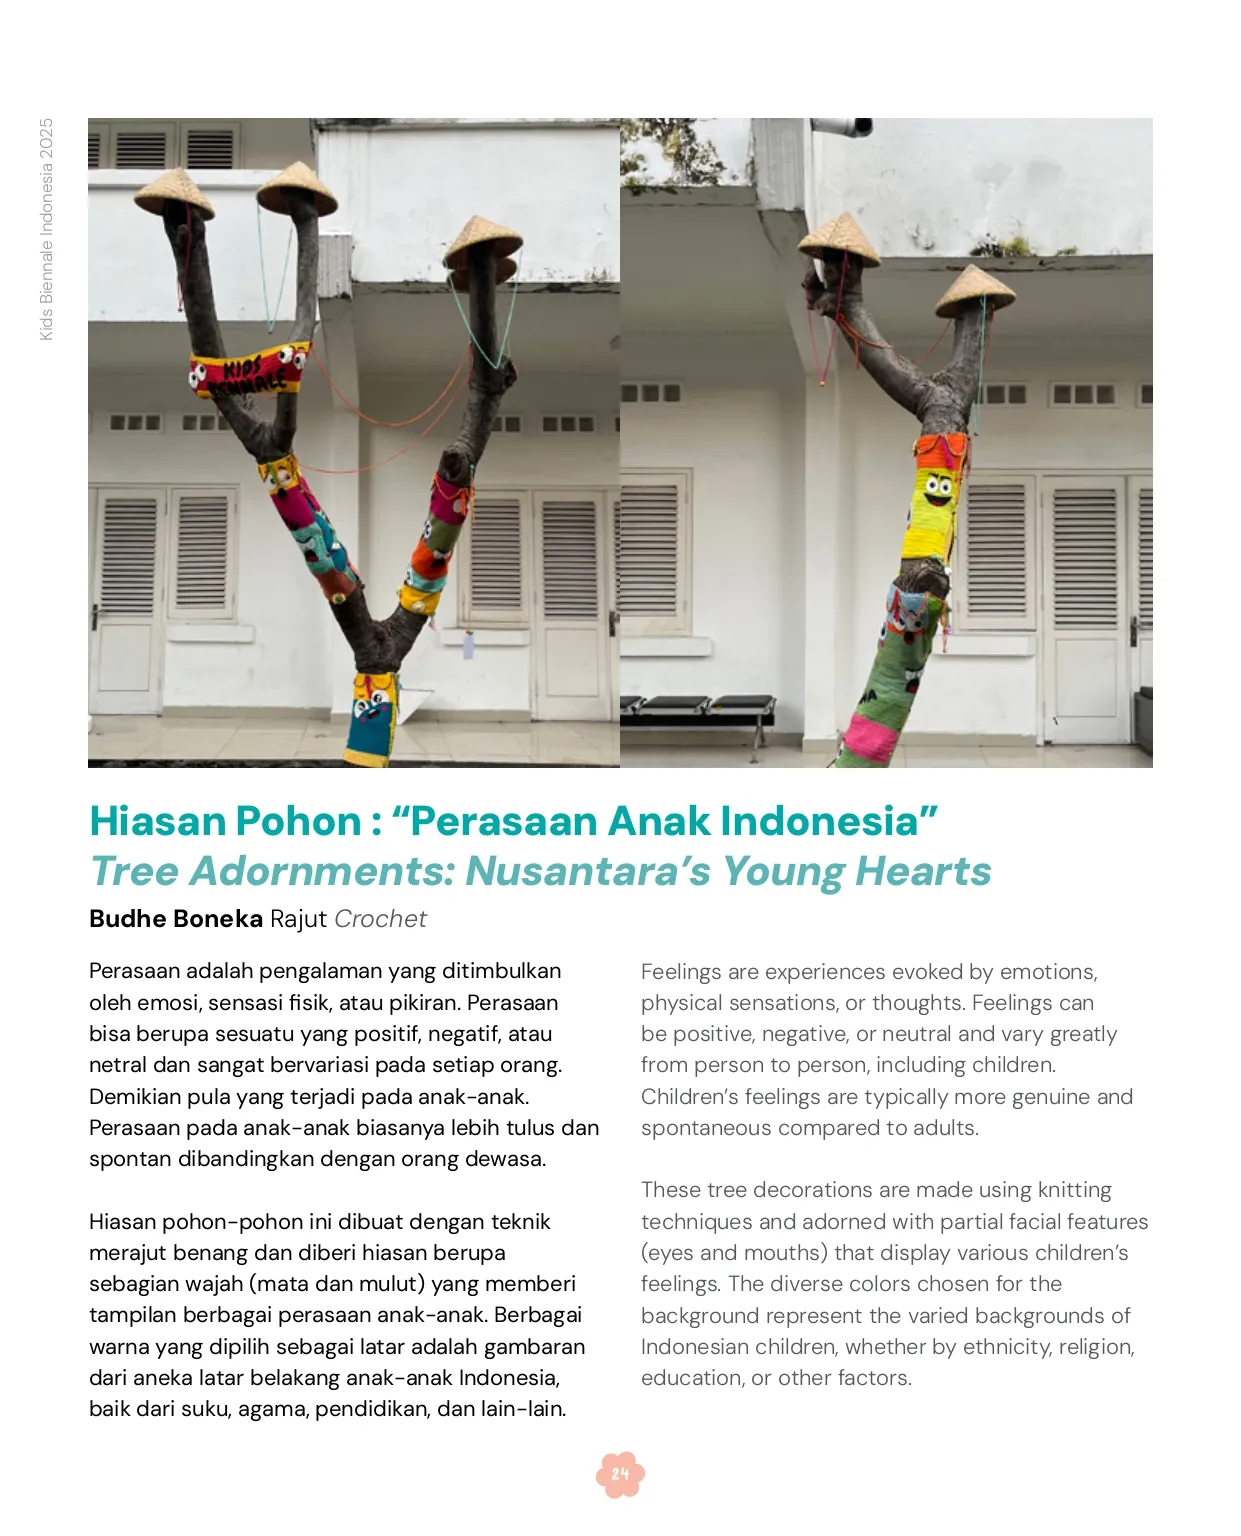 Kids Biennale Indonesia 2025
KIDS
BIENNALE
Hiasan Pohon : “Perasaan Anak Indonesia”
Tree Adornments: Nusantara’s Young Hearts
Budhe Boneka Rajut Crochet
Perasaan adalah pengalaman yang ditimbulkan
oleh emosi, sensasi fisik, atau pikiran. Perasaan
bisa berupa sesuatu yang positif, negatif, atau
netral dan sangat bervariasi pada setiap orang.
Demikian pula yang terjadi pada anak-anak.
Perasaan pada anak-anak biasanya lebih tulus dan
spontan dibandingkan dengan orang dewasa.
Hiasan pohon-pohon ini dibuat dengan teknik
merajut benang dan diberi hiasan berupa
sebagian wajah (mata dan mulut) yang memberi
tampilan berbagai perasaan anak-anak. Berbagai
warna yang dipilih sebagai latar adalah gambaran
dari aneka latar belakang anak-anak Indonesia,
baik dari suku, agama, pendidikan, dan lain-lain.
Feelings are experiences evoked by emotions,
physical sensations, or thoughts. Feelings can
be positive, negative, or neutral and vary greatly
from person to person, including children.
Children’s feelings are typically more genuine and
spontaneous compared to adults.
These tree decorations are made using knitting
techniques and adorned with partial facial features
(eyes and mouths) that display various children’s
feelings. The diverse colors chosen for the
background represent the varied backgrounds of
Indonesian children, whether by ethnicity, religion,
education, or other factors.
24